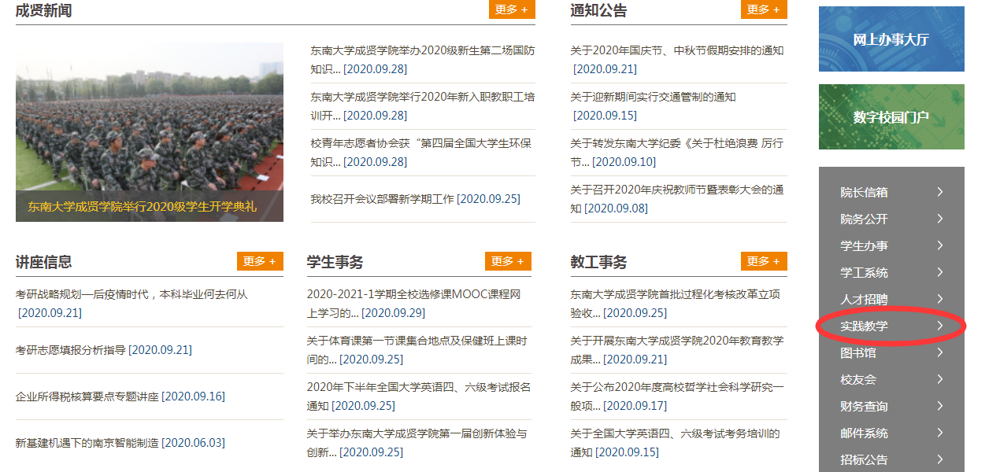 成贤新闻
更多 +
东南大学成贤学院举行2020级学生开学典礼
东南大学成贤学院举办2020级新生第二场国防
知识... [2020.09.28]
东南大学成贤学院举行2020年新入职教职工培
训开... [2020.09.28]
校青年志愿者协会获“第四届全国大学生环保
知识... [2020.09.28]
我校召开会议部署新学期工作 [2020.09.25]
通知公告
更多 +
关于2020年国庆节、中秋节假期安排的通知
[2020.09.21]
关于迎新期间实行交通管制的通知
[2020.09.15]
关于转发东南大学纪委《关于杜绝浪费 厉行
节... [2020.09.10]
关于召开2020年庆祝教师节暨表彰大会的通
知 [2020.09.08]
讲座信息
更多 +
考研战略规划—后疫情时代，本科毕业何去何从
[2020.09.21]
考研志愿填报分析指导 [2020.09.21]
企业所得税核算要点专题讲座 [2020.09.16]
新基建机遇下的南京智能制造 [2020.06.03]
学生事务
更多 +
2020-2021-1学期全校选修课MOOC课程网
上学习的... [2020.09.29]
关于体育课第一节课集合地点及保健班上课时
间的... [2020.09.25]
2020年下半年全国大学英语四、六级考试报名
通知 [2020.09.25]
关于举办东南大学成贤学院第一届创新体验与
创新... [2020.09.25]
教工事务
更多 +
东南大学成贤学院首批过程化考核改革立项
验收... [2020.09.25]
关于开展东南大学成贤学院2020年教育教学
成果... [2020.09.21]
关于公布2020年度高校哲学社会科学研究一
般项... [2020.09.17]
关于全国大学英语四、六级考试考务培训的
通知 [2020.09.15]
网上办事大厅
数字校园门户
院长信箱
院务公开
学生办事
学工系统
人才招聘
实践教学
图书馆
校友会
财务查询
邮件系统
招标公告